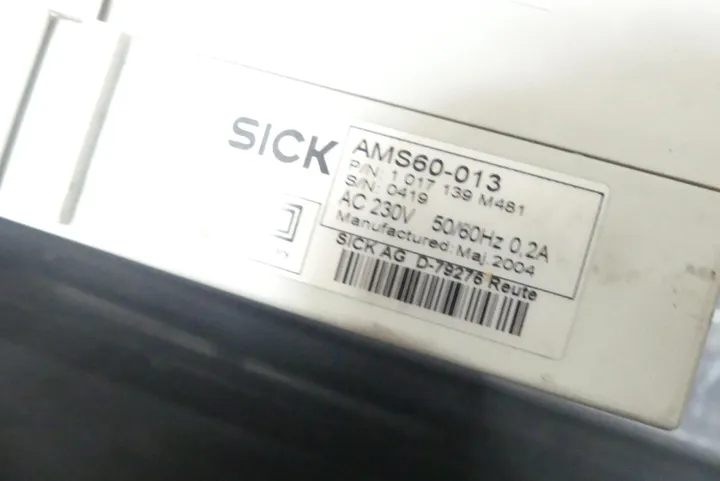 SICK
AMS60-013
P/N: 1 017 139 M461
S/N: 0419
AC 230V 50/60Hz 0,2A
Manufactured: Maj.2004
SICK AG D-79276 Reute